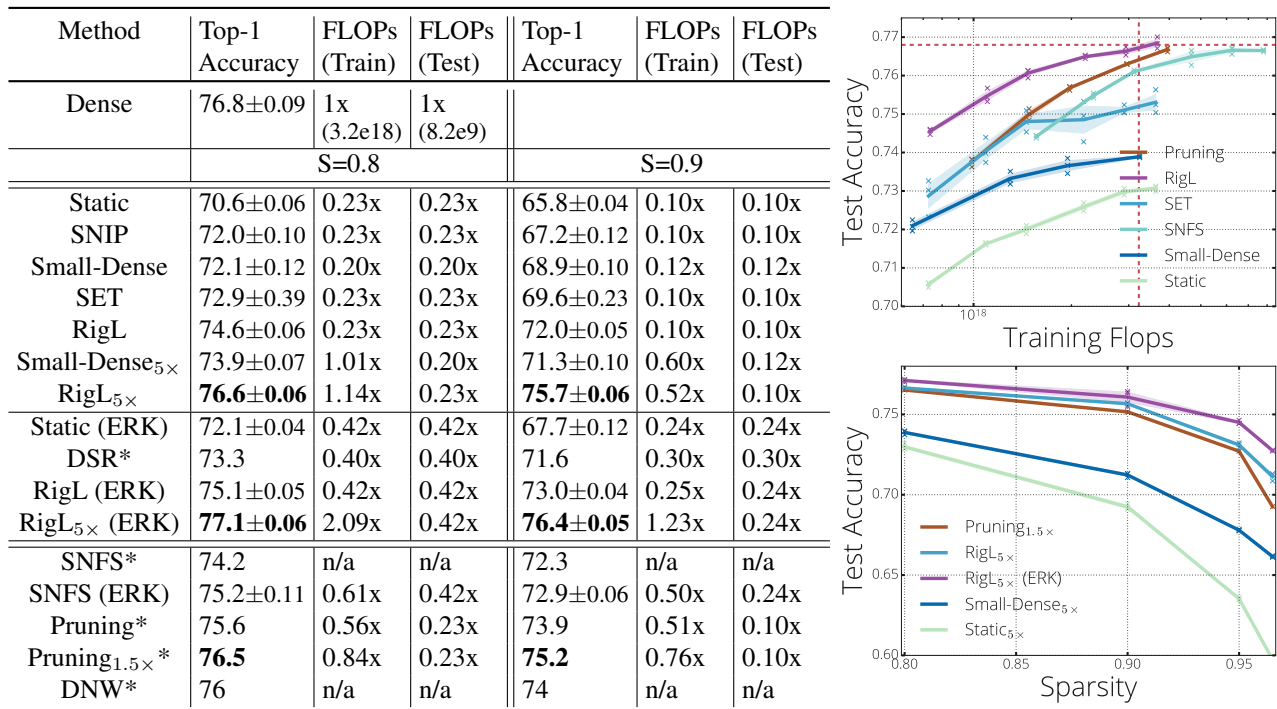 Method Top-1 Accuracy FLOPs (Train) FLOPs (Test) Top-1 Accuracy FLOPs (Train) FLOPs (Test)
Dense 76.8±0.09 1x (3.2e18) 1x (8.2e9)
S=0.8 S=0.9
Static 70.6±0.06 0.23x 0.23x 65.8±0.04 0.10x 0.10x
SNIP 72.0±0.10 0.23x 0.23x 67.2±0.12 0.10x 0.10x
Small-Dense 72.1±0.12 0.20x 0.20x 68.9±0.10 0.12x 0.12x
SET 72.9±0.39 0.23x 0.23x 69.6±0.23 0.10x 0.10x
RigL 74.6±0.06 0.23x 0.23x 72.0±0.05 0.10x 0.10x
Small-Dense₅ₓ 73.9±0.07 1.01x 0.20x 71.3±0.10 0.60x 0.12x
RigL₅ₓ 76.6±0.06 1.14x 0.23x 75.7±0.06 0.52x 0.10x
Static (ERK) 72.1±0.04 0.42x 0.42x 67.7±0.12 0.24x 0.24x
DSR* 73.3 0.40x 0.40x 71.6 0.30x 0.30x
RigL (ERK) 75.1±0.05 0.42x 0.42x 73.0±0.04 0.25x 0.24x
RigL₅ₓ (ERK) 77.1±0.06 2.09x 0.42x 76.4±0.05 1.23x 0.24x
SNFS* 74.2 n/a n/a 72.3 n/a n/a
SNFS (ERK) 75.2±0.11 0.61x 0.42x 72.9±0.06 0.50x 0.24x
Pruning* 75.6 0.56x 0.23x 73.9 0.51x 0.10x
Pruning₁.₅ₓ* 76.5 0.84x 0.23x 75.2 0.76x 0.10x
DNW* 76 n/a n/a 74 n/a n/a
Test Accuracy
0.77
0.76
0.75
0.74
0.73
0.72
0.71
0.70
Pruning
RigL
SET
SNFS
Small-Dense
Static
10¹⁸
Training Flops
Test Accuracy
0.75
0.70
0.65
0.60
Pruning₁.₅ₓ
RigL₅ₓ
RigL₅ₓ (ERK)
Small-Dense₅ₓ
Static₅ₓ
0.80 0.85 0.90 0.95
Sparsity